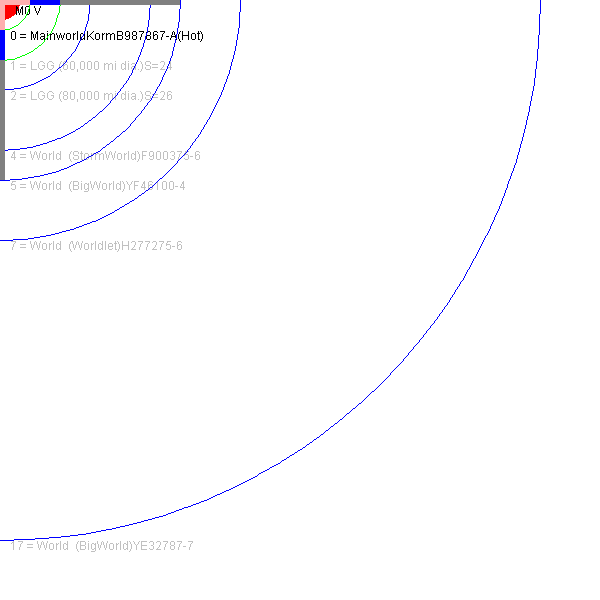 M0 V
0 = MainworldKormB987867-A(Hot)
1 = LGG (60,000 mi dia.)S=24
2 = LGG (80,000 mi dia.)S=26
4 = World (StormWorld)F900375-6
5 = World (BigWorld)YF46100-4
7 = World (Worldlet)H277275-6
17 = World (BigWorld)YE32787-7